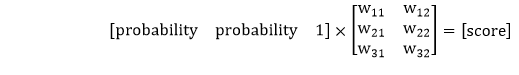 [probability probability 1] × [w₁₁ w₁₂
w₂₁ w₂₂
w₃₁ w₃₂] = [score]